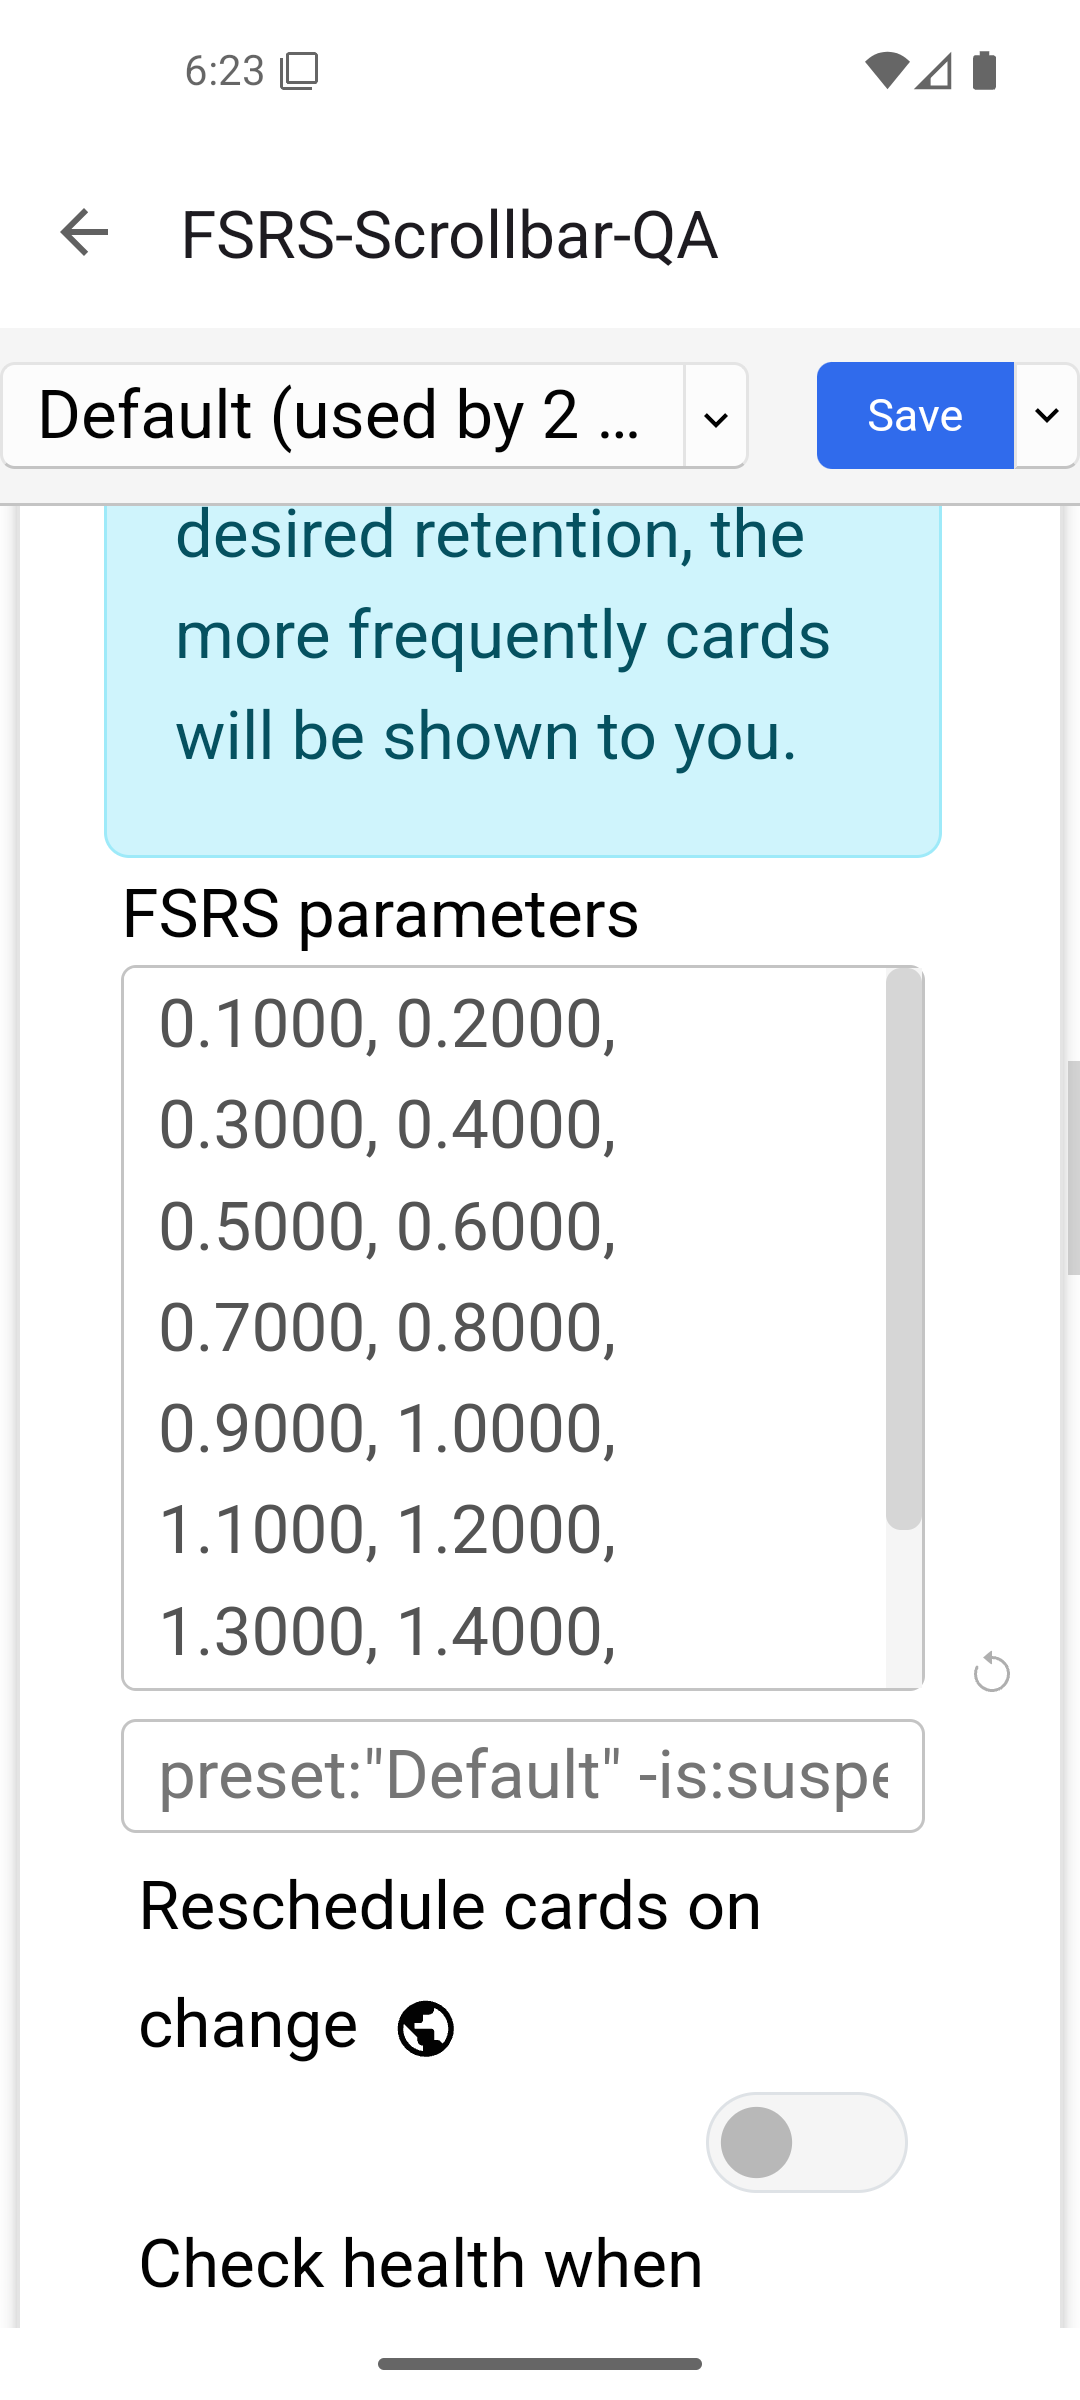 6:23
FSRS-Scrollbar-QA
Default (used by 2 ...
Save
desired retention, the
more frequently cards
will be shown to you.
FSRS parameters
0.1000, 0.2000,
0.3000, 0.4000,
0.5000, 0.6000,
0.7000, 0.8000,
0.9000, 1.0000,
1.1000, 1.2000,
1.3000, 1.4000,
preset:"Default" -is:suspe
Reschedule cards on
change
Check health when